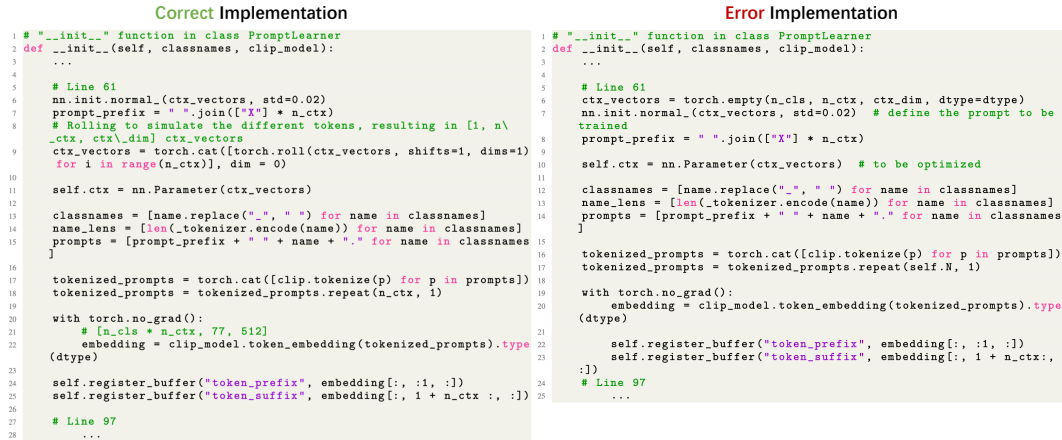 Correct Implementation
1 # "__init__" function in class PromptLearner
2 def __init__(self, classnames, clip_model):
3 ...
4
5 # Line 61
6 nn.init.normal_(ctx_vectors, std=0.02)
7 prompt_prefix = " ".join(["X"] * n_ctx)
8 # Rolling to simulate the different tokens, resulting in [1, n\
_ctx, ctx\_dim] ctx_vectors
9 ctx_vectors = torch.cat([torch.roll(ctx_vectors, shifts=1, dims=1)
for i in range(n_ctx)], dim = 0)
10
11 self.ctx = nn.Parameter(ctx_vectors)
12
13 classnames = [name.replace("_", " ") for name in classnames]
14 name_lens = [len(_tokenizer.encode(name)) for name in classnames]
15 prompts = [prompt_prefix + " " + name + "." for name in classnames
]
16
17 tokenized_prompts = torch.cat([clip.tokenize(p) for p in prompts])
18 tokenized_prompts = tokenized_prompts.repeat(n_ctx, 1)
19
20 with torch.no_grad():
21 # [n_cls * n_ctx, 77, 512]
22 embedding = clip_model.token_embedding(tokenized_prompts).type
(dtype)
23
24 self.register_buffer("token_prefix", embedding[:, :1, :])
25 self.register_buffer("token_suffix", embedding[:, 1 + n_ctx :, :])
26
27 # Line 97
28 ...
Error Implementation
1 # "__init__" function in class PromptLearner
2 def __init__(self, classnames, clip_model):
3 ...
4
5 # Line 61
6 ctx_vectors = torch.empty(n_cls, n_ctx, ctx_dim, dtype=dtype)
7 nn.init.normal_(ctx_vectors, std=0.02) # define the prompt to be
trained
8 prompt_prefix = " ".join(["X"] * n_ctx)
9
10 self.ctx = nn.Parameter(ctx_vectors) # to be optimized
11
12 classnames = [name.replace("_", " ") for name in classnames]
13 name_lens = [len(_tokenizer.encode(name)) for name in classnames]
14 prompts = [prompt_prefix + " " + name + "." for name in classnames
]
15
16 tokenized_prompts = torch.cat([clip.tokenize(p) for p in prompts])
17 tokenized_prompts = tokenized_prompts.repeat(self.N, 1)
18
19 with torch.no_grad():
20 embedding = clip_model.token_embedding(tokenized_prompts).type
(dtype)
21
22 self.register_buffer("token_prefix", embedding[:, :1, :])
23 self.register_buffer("token_suffix", embedding[:, 1 + n_ctx:,
:])
24 # Line 97
25 ...